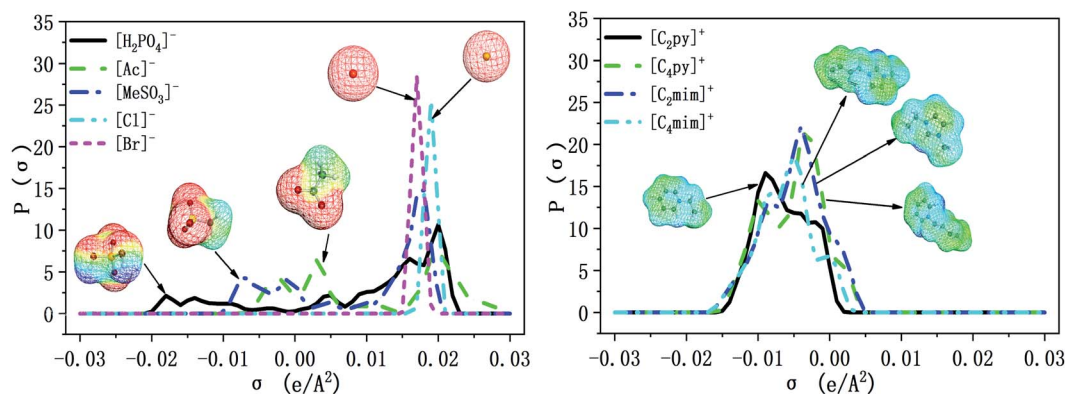 35
30
25
20
15
10
5
0
P (σ)
[H₂PO₄]⁻
[Ac]⁻
[MeSO₃]⁻
[Cl]⁻
[Br]⁻
-0.03 -0.02 -0.01 0.00 0.01 0.02 0.03
σ (e/A²)
35
30
25
20
15
10
5
0
P (σ)
[C₂py]⁺
[C₄py]⁺
[C₂mim]⁺
[C₄mim]⁺
-0.03 -0.02 -0.01 0.00 0.01 0.02 0.03
σ (e/A²)